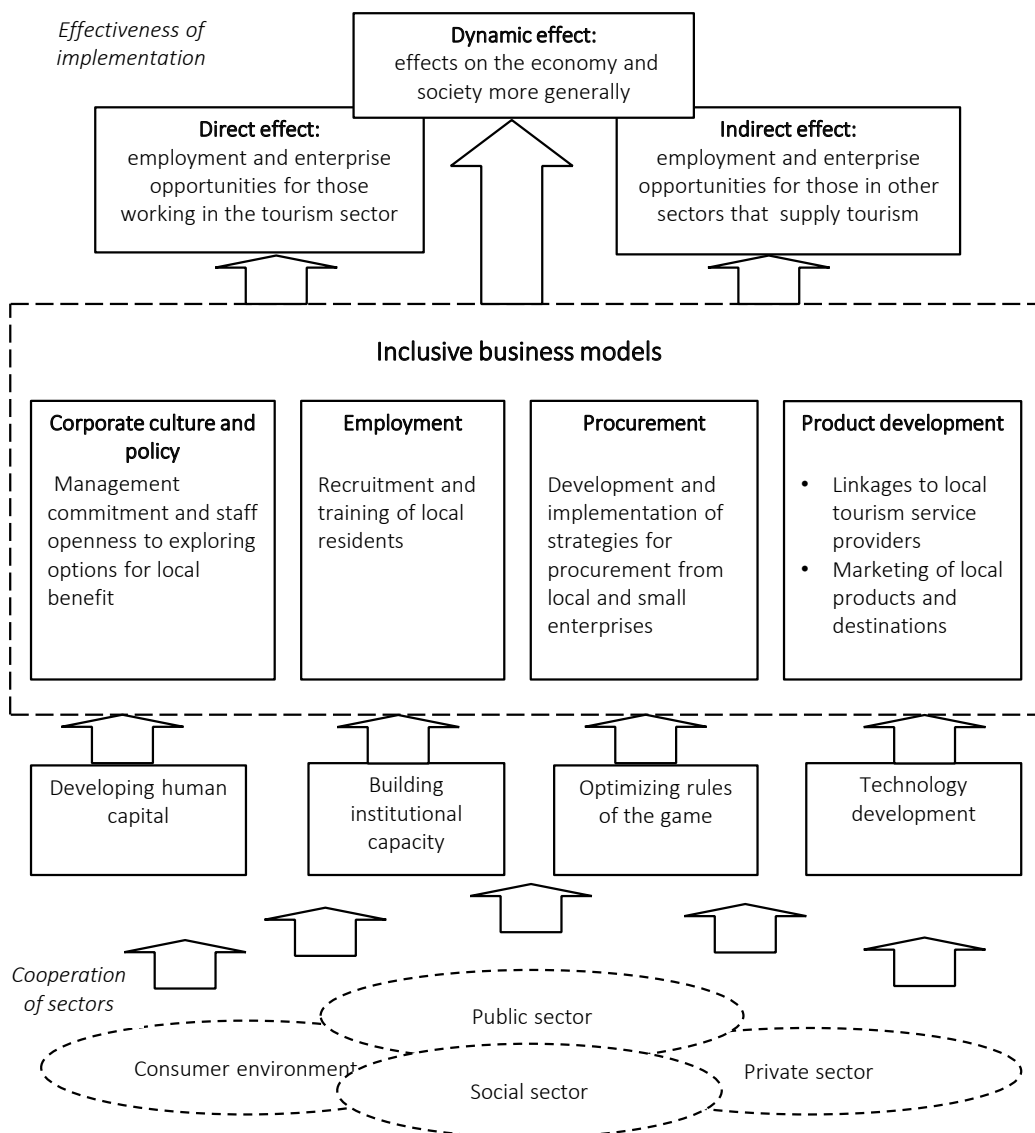 Effectiveness of
implementation
Dynamic effect:
effects on the economy and
society more generally
Direct effect:
employment and enterprise
opportunities for those
working in the tourism sector
Indirect effect:
employment and enterprise
opportunities for those in other
sectors that supply tourism
Inclusive business models
Corporate culture and
policy
Management
commitment and staff
openness to exploring
options for local
benefit
Employment
Recruitment and
training of local
residents
Procurement
Development and
implementation of
strategies for
procurement from
local and small
enterprises
Product development
• Linkages to local
tourism service
providers
• Marketing of local
products and
destinations
Developing human
capital
Building
institutional
capacity
Optimizing rules
of the game
Technology
development
Cooperation
of sectors
Public sector
Consumer environment
Private sector
Social sector